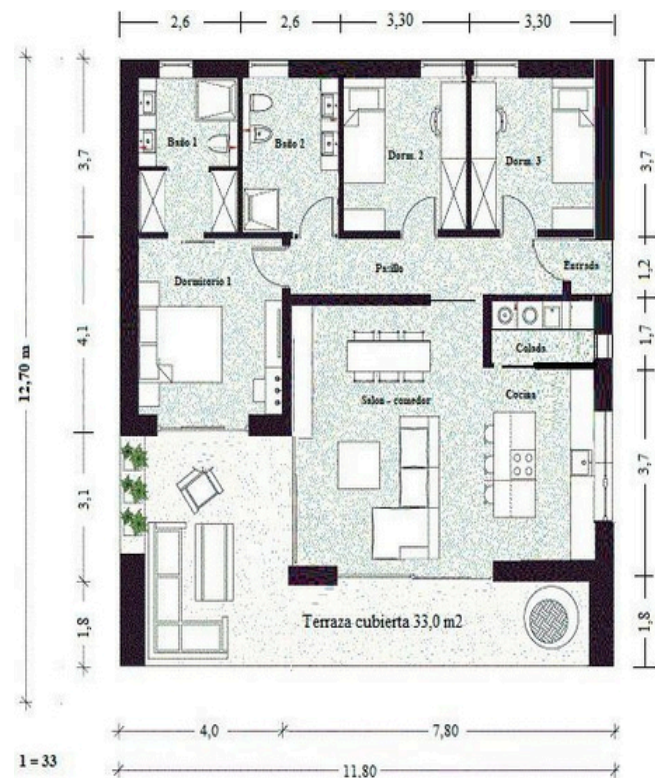 2,6 2,6 3,30 3,30
Baño 1
Baño 2
Dorm. 2
Dorm. 3
3,7
3,7
Pasillo
Entrada
1,2
Dormitorio 1
4,1
Colada
1,7
12,70 m
Salon - comedor
Cocina
3,7
3,1
Terraza cubierta 33,0 m2
1,8
1,8
4,0 7,80
1 = 33
11.80